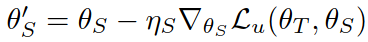 θ′_S = θ_S − η_S ∇_{θ_S} ℒ_u(θ_T, θ_S)